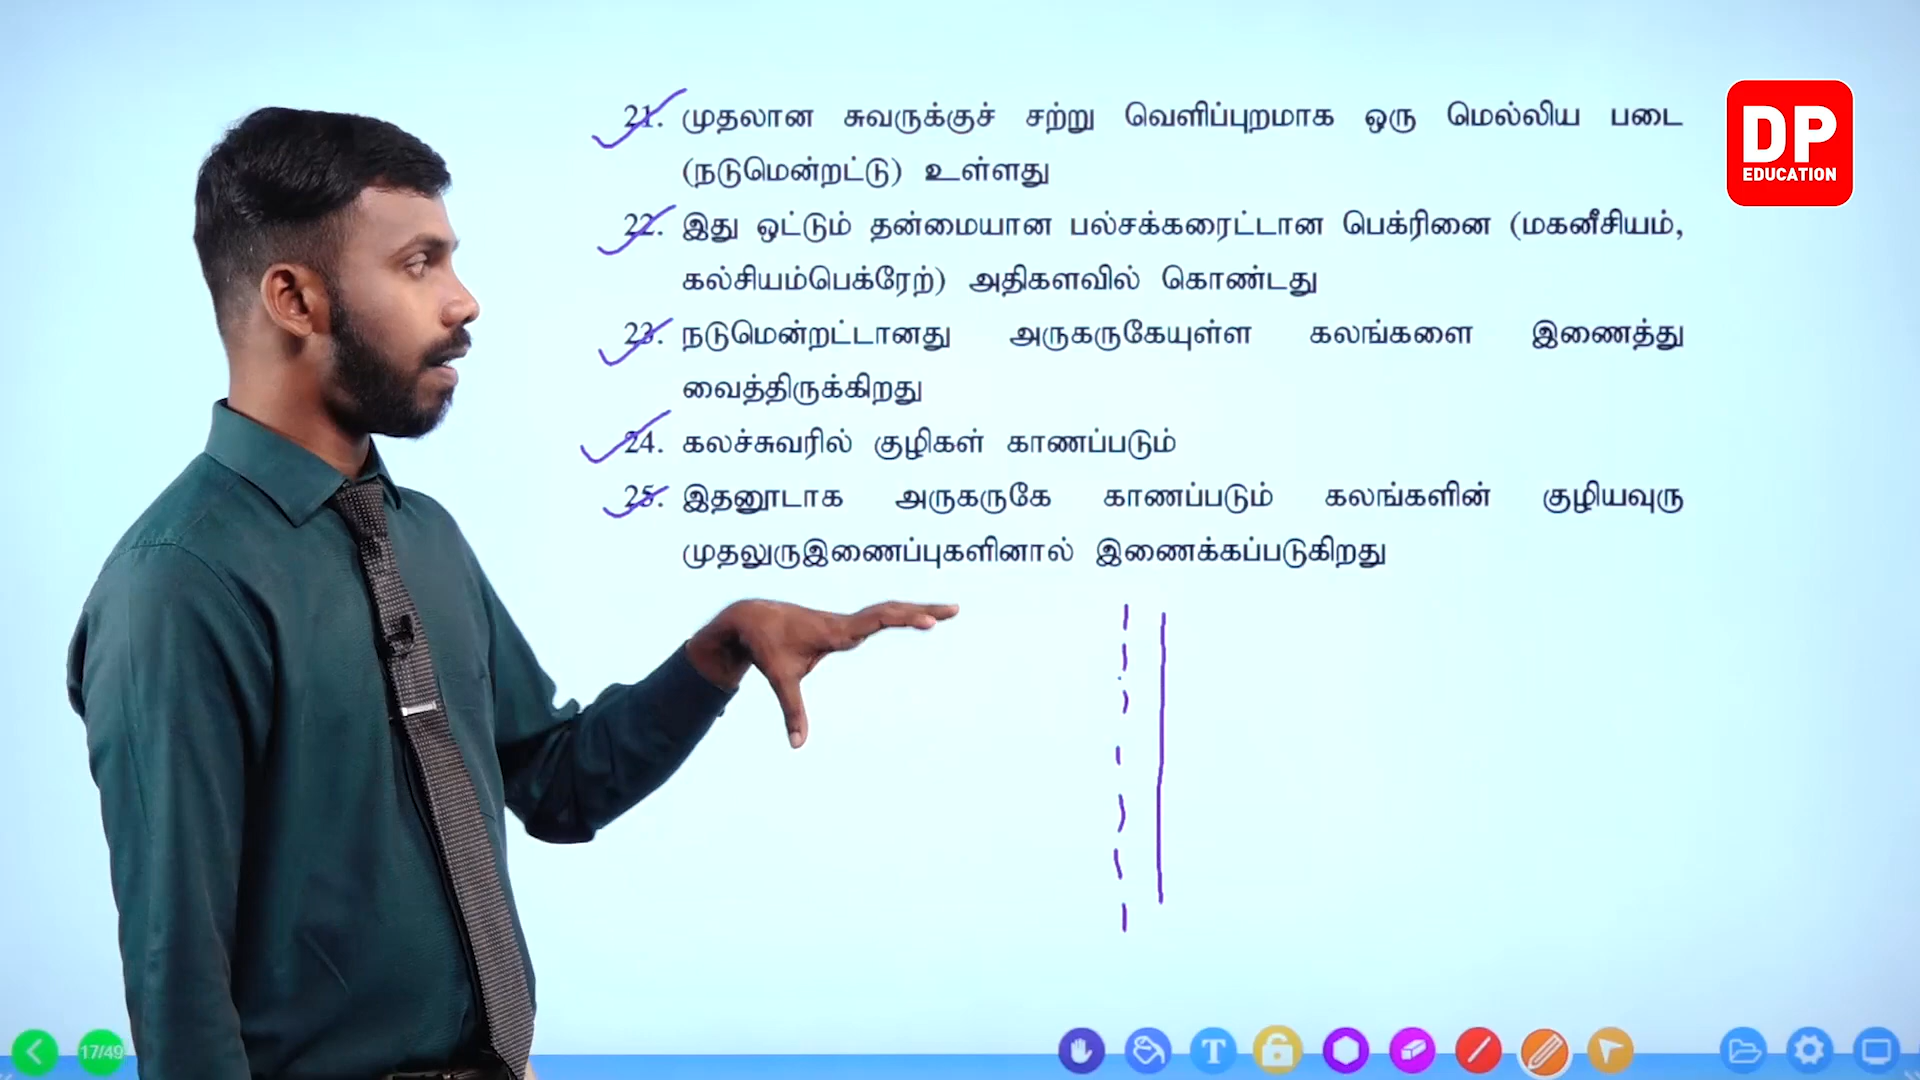 21. முதலான சுவருக்குச் சற்று வெளிப்புறமாக ஒரு மெல்லிய படை
(நடுமென்றட்டு) உள்ளது
22. இது ஒட்டும் தன்மையான பல்சக்கரைட்டான பெக்ரினை (மகனீசியம்,
கல்சியம்பெக்ரேற்) அதிகளவில் கொண்டது
23. நடுமென்றட்டானது அருகருகேயுள்ள கலங்களை இணைத்து
வைத்திருக்கிறது
24. கலச்சுவரில் குழிகள் காணப்படும்
25. இதனூடாக அருகருகே காணப்படும் கலங்களின் குழியவுரு
முதலுருஇணைப்புகளினால் இணைக்கப்படுகிறது
DP
EDUCATION
17/49
T